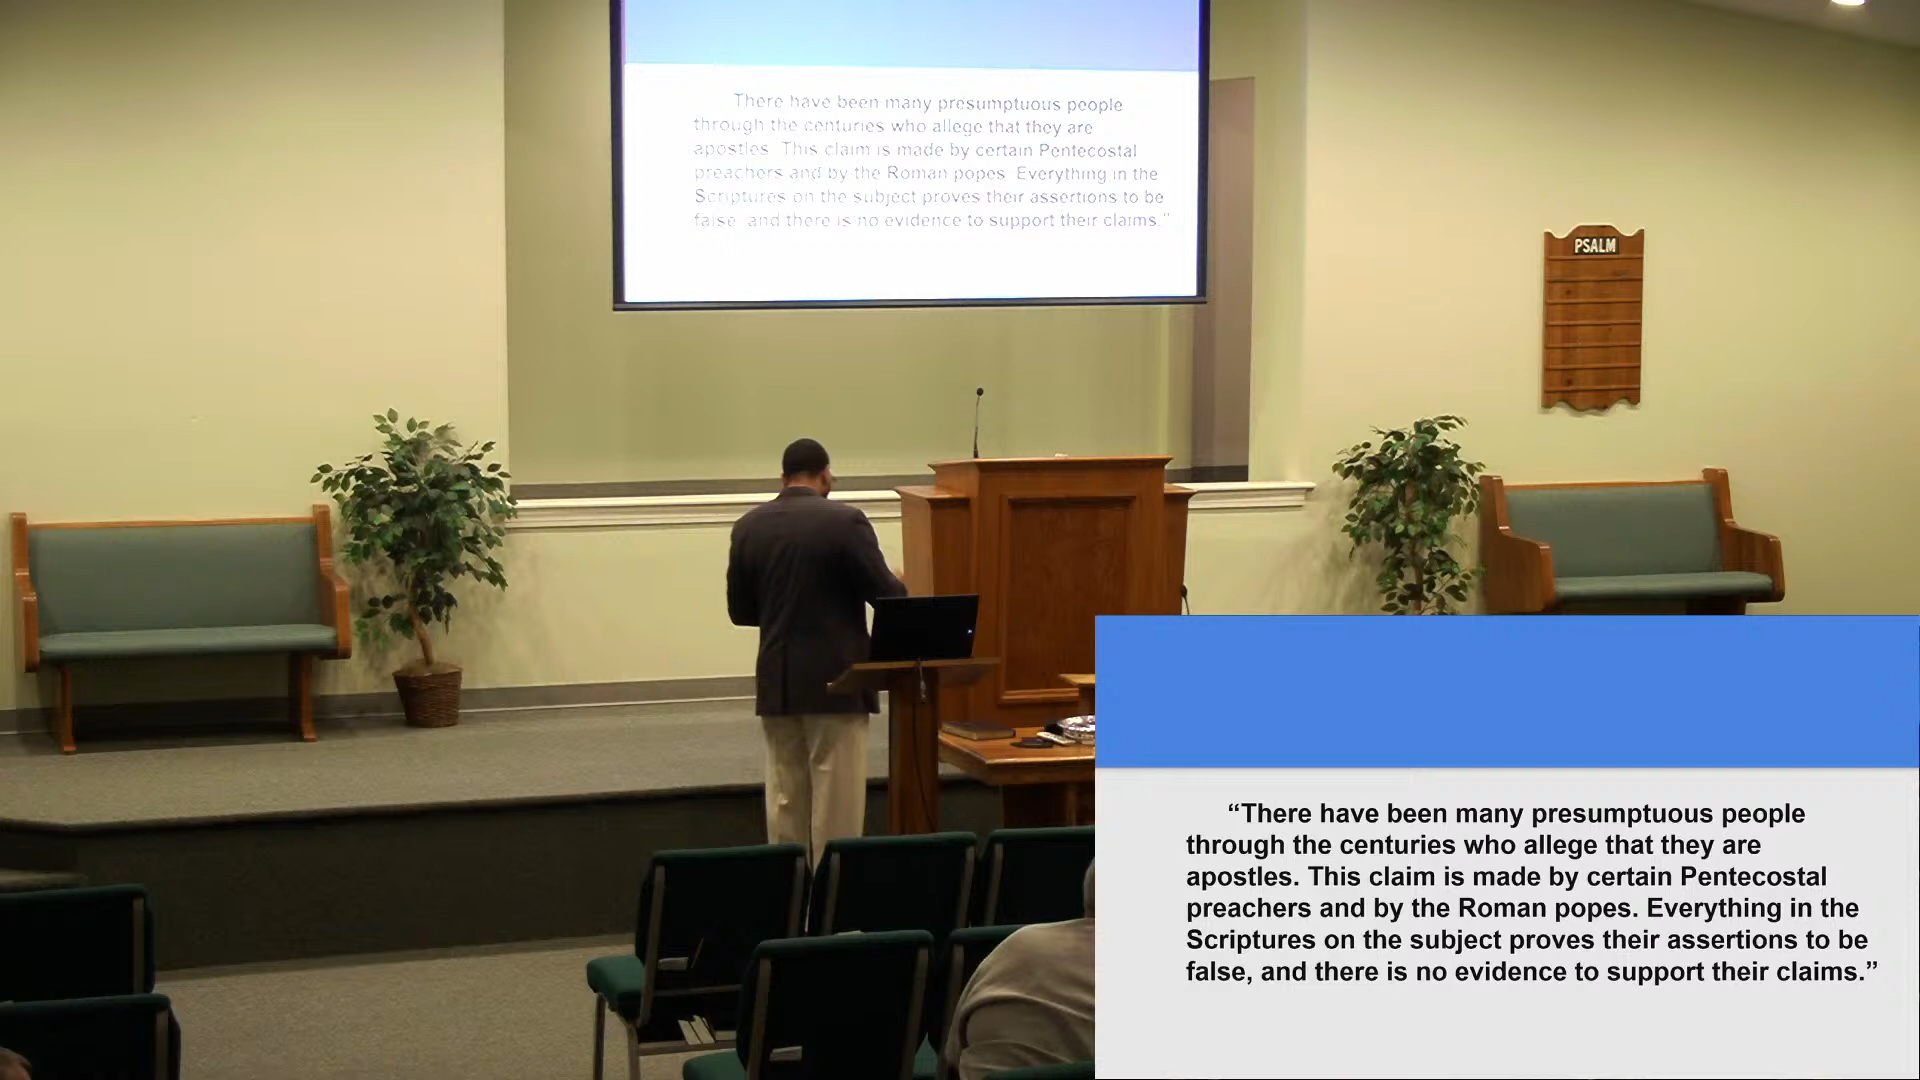 There have been many presumptuous people
through the centuries who allege that they are
apostles. This claim is made by certain Pentecostal
preachers and by the Roman popes. Everything in the
Scriptures on the subject proves their assertions to be
false, and there is no evidence to support their claims.”
PSALM
“There have been many presumptuous people
through the centuries who allege that they are
apostles. This claim is made by certain Pentecostal
preachers and by the Roman popes. Everything in the
Scriptures on the subject proves their assertions to be
false, and there is no evidence to support their claims.”